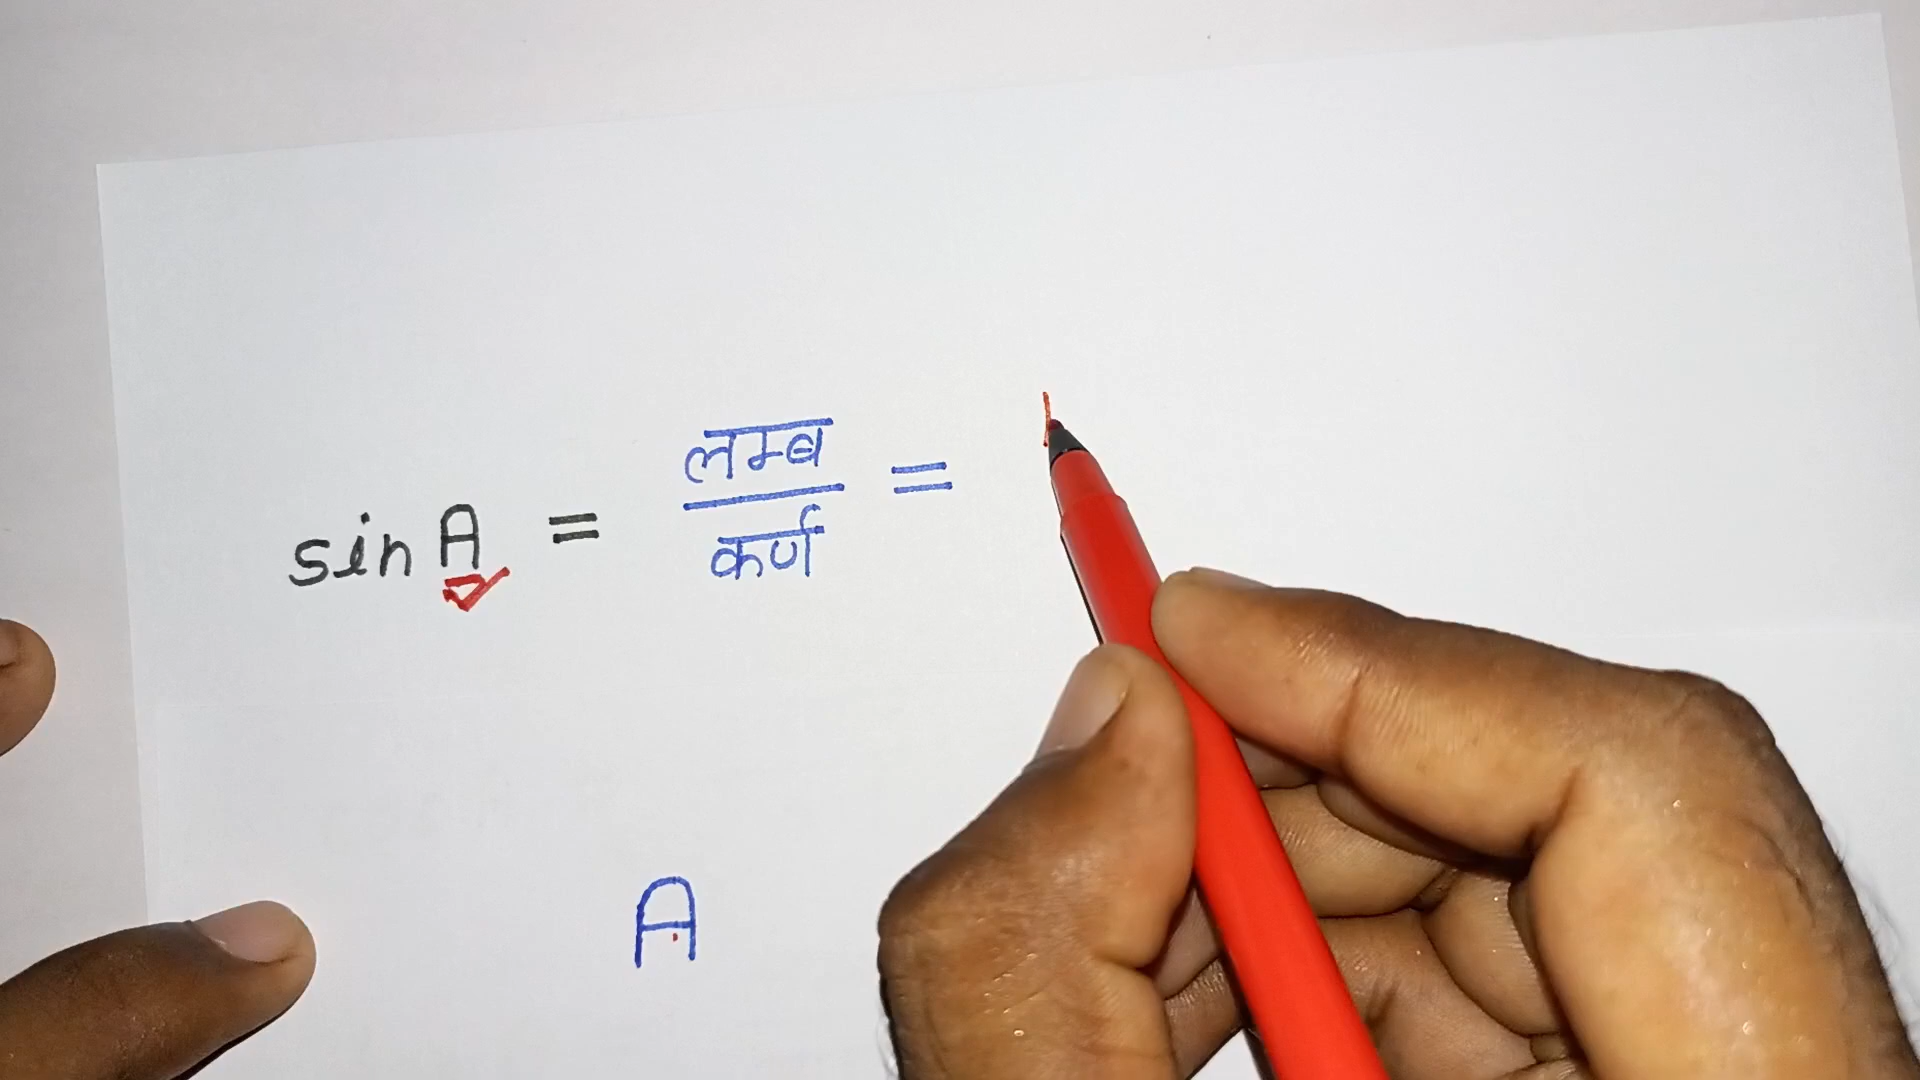 sin A = लम्ब / कर्ण =
A